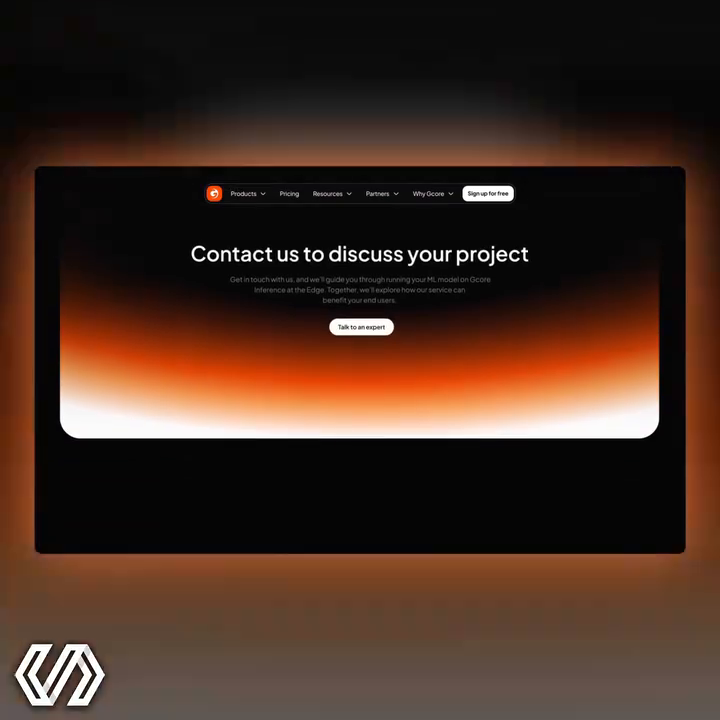 Products
Pricing
Resources
Partners
Why Gcore
Sign up for free
Contact us to discuss your project
Get in touch with us, and we'll guide you through running your ML model on Gcore
Inference at the Edge. Together, we'll explore how our service can
benefit your end users.
Talk to an expert